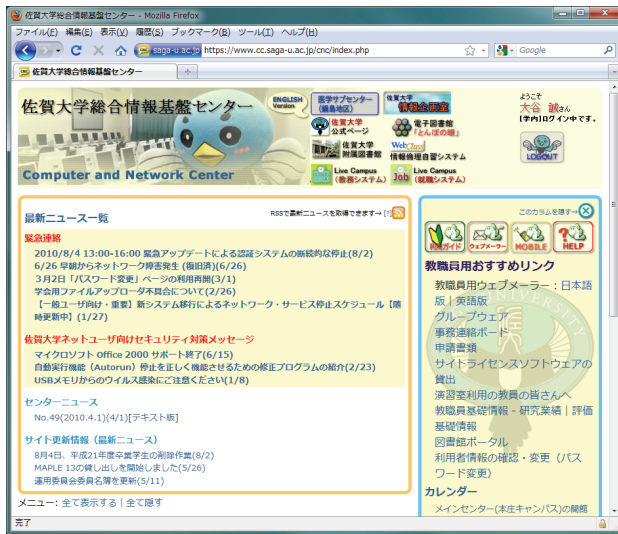 佐賀大学総合情報基盤センター - Mozilla Firefox
ファイル(F) 編集(E) 表示(V) 履歴(S) ブックマーク(B) ツール(T) ヘルプ(H)
saga-u.ac.jp https://www.cc.saga-u.ac.jp/cnc/index.php
Google
佐賀大学総合情報基盤センター
佐賀大学総合情報基盤センター
Computer and Network Center
ENGLISH
Version
医学サブセンター
(鍋島地区)
佐賀大学
情報企画室
佐賀大学
公式ページ
電子図書館
「とんぼの眼」
佐賀大学
附属図書館
WebClass
情報倫理自習システム
Live Campus
(教務システム)
Job
Live Campus
(就職システム)
ようこそ
大谷 誠さん
[学内]ログイン中です。
LOGOUT
最新ニュース一覧
RSSで最新ニュースを取得できます→ [?]
緊急連絡
2010/8/4 13:00-16:00 緊急アップデートによる認証システムの断続的な停止(8/2)
6/26 早朝からネットワーク障害発生 (復旧済)(6/26)
3月2日「パスワード変更」ページの利用再開(3/1)
学会用ファイルアップローダ不具合について(2/26)
【一般ユーザ向け・重要】新システム移行によるネットワーク・サービス停止スケジュール【随
時更新中】(1/27)
佐賀大学ネットユーザ向けセキュリティ対策メッセージ
マイクロソフト Office 2000 サポート終了(6/15)
自動実行機能（Autorun）停止を正しく機能させるための修正プログラムの紹介(2/23)
USBメモリからのウイルス感染にご注意ください(1/8)
センターニュース
No.49(2010.4.1)(4/1)[テキスト版]
サイト更新情報（最新ニュース）
8月4日、平成21年度卒業学生の削除作業(8/2)
MAPLE 13の貸し出しを開始しました(5/26)
運用委員会委員名簿を更新(5/11)
メニュー: 全て表示する | 全て隠す
このカラムを隠す→
利用ガイド
ウェブメーラー
MOBILE
HELP
教職員用おすすめリンク
教職員用ウェブメーラー：日本語
版 | 英語版
グループウェア
事務連絡ボード
申請書類
サイトライセンスソフトウェアの
貸出
演習室利用の教員の皆さんへ
教職員基礎情報 - 研究業績 | 評価
基礎情報
図書館ポータル
利用者情報の確認・変更（パス
ワード変更）
カレンダー
メインセンター(本庄キャンパス)の開館
完了